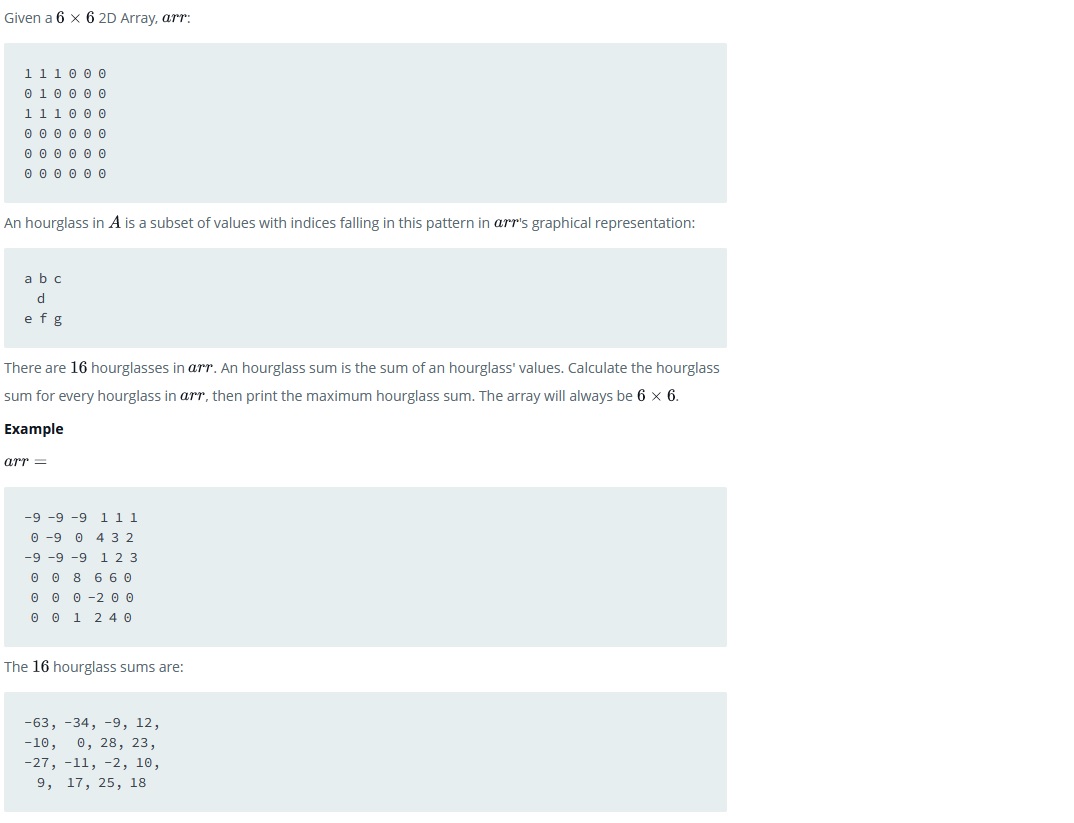 Given a 6 × 6 2D Array, arr:
1 1 1 0 0 0
0 1 0 0 0 0
1 1 1 0 0 0
0 0 0 0 0 0
0 0 0 0 0 0
0 0 0 0 0 0
An hourglass in A is a subset of values with indices falling in this pattern in arr's graphical representation:
a b c
d
e f g
There are 16 hourglasses in arr. An hourglass sum is the sum of an hourglass' values. Calculate the hourglass
sum for every hourglass in arr, then print the maximum hourglass sum. The array will always be 6 × 6.
Example
arr =
-9 -9 -9 1 1 1
0 -9 0 4 3 2
-9 -9 -9 1 2 3
0 0 8 6 6 0
0 0 0 -2 0 0
0 0 1 2 4 0
The 16 hourglass sums are:
-63, -34, -9, 12,
-10, 0, 28, 23,
-27, -11, -2, 10,
9, 17, 25, 18